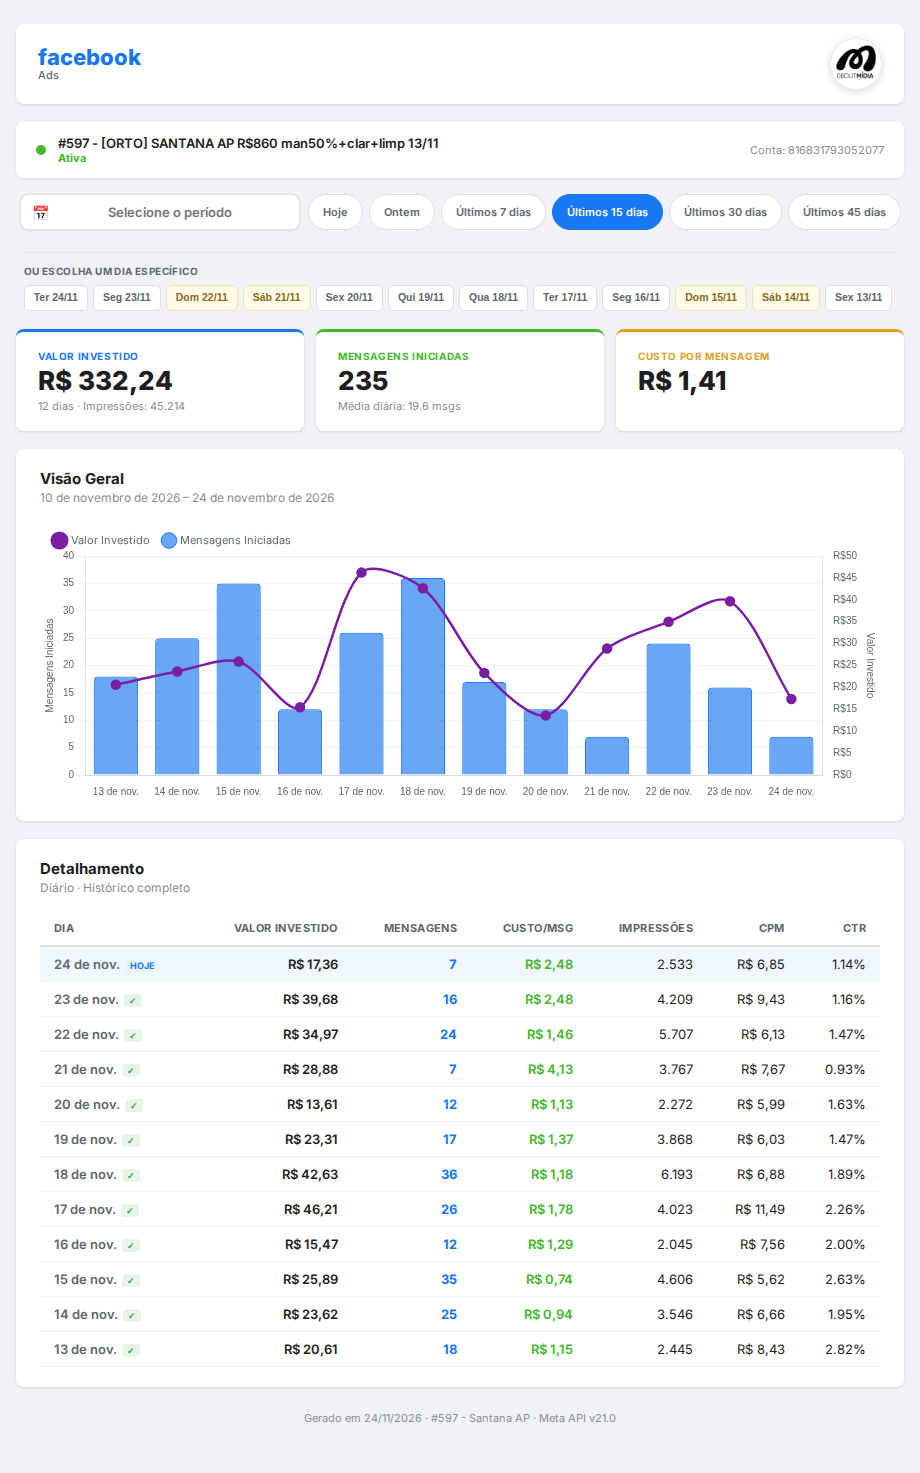 facebook
Ads
DBOUTMÍDIA
#597 - [ORTO] SANTANA AP R$860 man50%+clar+limp 13/11
Ativa
Conta: 816831793052077
📅 Selecione o período
Hoje
Ontem
Últimos 7 dias
Últimos 15 dias
Últimos 30 dias
Últimos 45 dias
OU ESCOLHA UM DIA ESPECÍFICO
Ter 24/11
Seg 23/11
Dom 22/11
Sáb 21/11
Sex 20/11
Qui 19/11
Qua 18/11
Ter 17/11
Seg 16/11
Dom 15/11
Sáb 14/11
Sex 13/11
VALOR INVESTIDO
R$ 332,24
12 dias · Impressões: 45.214
MENSAGENS INICIADAS
235
Média diária: 19.6 msgs
CUSTO POR MENSAGEM
R$ 1,41
Visão Geral
10 de novembro de 2026 – 24 de novembro de 2026
Valor Investido
Mensagens Iniciadas
Mensagens Iniciadas
40
35
30
25
20
15
10
5
0
R$50
R$45
R$40
R$35
R$30
R$25
R$20
R$15
R$10
R$5
R$0
Valor Investido
13 de nov.
14 de nov.
15 de nov.
16 de nov.
17 de nov.
18 de nov.
19 de nov.
20 de nov.
21 de nov.
22 de nov.
23 de nov.
24 de nov.
Detalhamento
Diário · Histórico completo
DIA VALOR INVESTIDO MENSAGENS CUSTO/MSG IMPRESSÕES CPM CTR
24 de nov. HOJE R$ 17,36 7 R$ 2,48 2.533 R$ 6,85 1.14%
23 de nov. ✓ R$ 39,68 16 R$ 2,48 4.209 R$ 9,43 1.16%
22 de nov. ✓ R$ 34,97 24 R$ 1,46 5.707 R$ 6,13 1.47%
21 de nov. ✓ R$ 28,88 7 R$ 4,13 3.767 R$ 7,67 0.93%
20 de nov. ✓ R$ 13,61 12 R$ 1,13 2.272 R$ 5,99 1.63%
19 de nov. ✓ R$ 23,31 17 R$ 1,37 3.868 R$ 6,03 1.47%
18 de nov. ✓ R$ 42,63 36 R$ 1,18 6.193 R$ 6,88 1.89%
17 de nov. ✓ R$ 46,21 26 R$ 1,78 4.023 R$ 11,49 2.26%
16 de nov. ✓ R$ 15,47 12 R$ 1,29 2.045 R$ 7,56 2.00%
15 de nov. ✓ R$ 25,89 35 R$ 0,74 4.606 R$ 5,62 2.63%
14 de nov. ✓ R$ 23,62 25 R$ 0,94 3.546 R$ 6,66 1.95%
13 de nov. ✓ R$ 20,61 18 R$ 1,15 2.445 R$ 8,43 2.82%
Gerado em 24/11/2026 · #597 - Santana AP · Meta API v21.0